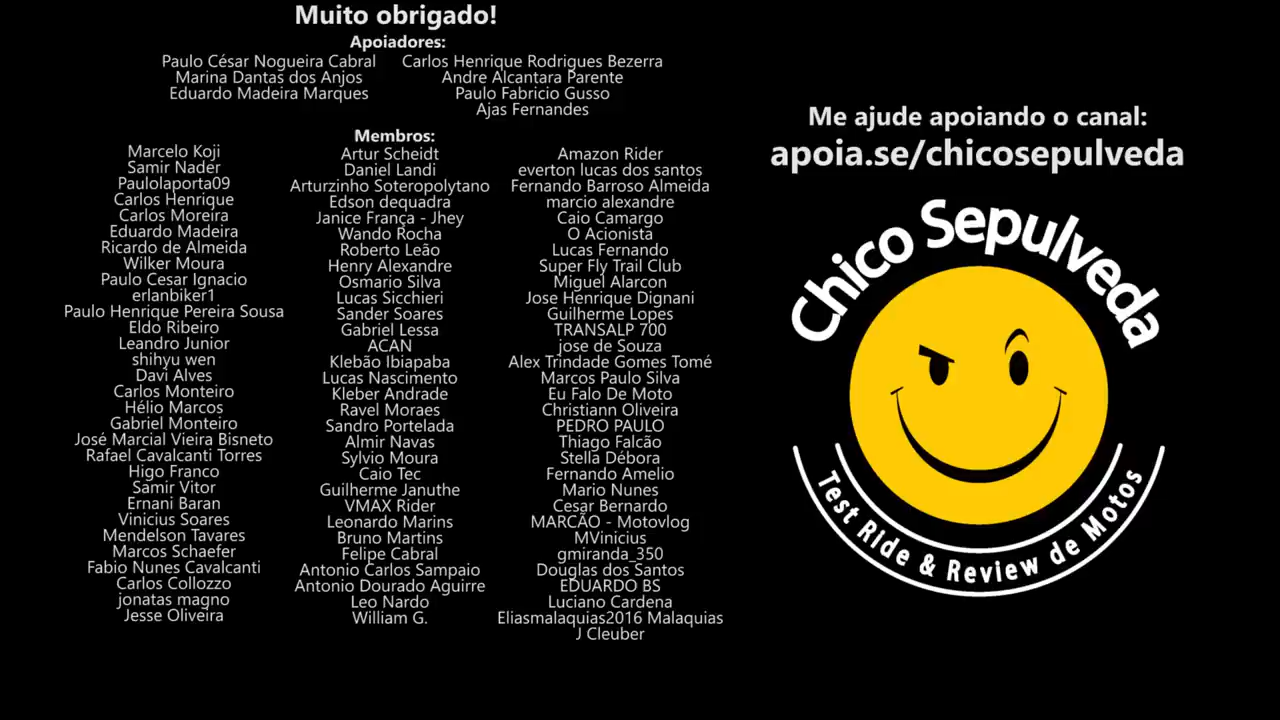 Muito obrigado!
Apoiadores:
Paulo César Nogueira Cabral
Marina Dantas dos Anjos
Eduardo Madeira Marques
Carlos Henrique Rodrigues Bezerra
Andre Alcantara Parente
Paulo Fabricio Gusso
Ajas Fernandes
Membros:
Marcelo Koji
Samir Nader
Paulolaporta09
Carlos Henrique
Carlos Moreira
Eduardo Madeira
Ricardo de Almeida
Wilker Moura
Paulo Cesar Ignacio
erlanbiker1
Paulo Henrique Pereira Sousa
Eldo Ribeiro
Leandro Junior
shihyu wen
Davi Alves
Carlos Monteiro
Hélio Marcos
Gabriel Monteiro
José Marcial Vieira Bisneto
Rafael Cavalcanti Torres
Higo Franco
Samir Vitor
Ernani Baran
Vinicius Soares
Mendelson Tavares
Marcos Schaefer
Fabio Nunes Cavalcanti
Carlos Collozzo
jonatas magno
Jesse Oliveira
Artur Scheidt
Daniel Landi
Arturzinho Soteropolytano
Edson dequadra
Janice França - Jhey
Wando Rocha
Roberto Leão
Henry Alexandre
Osmario Silva
Lucas Sicchieri
Sander Soares
Gabriel Lessa
ACAN
Klebão Ibiapaba
Lucas Nascimento
Kleber Andrade
Ravel Moraes
Sandro Portelada
Almir Navas
Sylvio Moura
Caio Tec
Guilherme Januthe
VMAX Rider
Leonardo Marins
Bruno Martins
Felipe Cabral
Antonio Carlos Sampaio
Antonio Dourado Aguirre
Leo Nardo
William G.
Amazon Rider
everton lucas dos santos
Fernando Barroso Almeida
marcio alexandre
Caio Camargo
O Acionista
Lucas Fernando
Super Fly Trail Club
Miguel Alarcon
Jose Henrique Dignani
Guilherme Lopes
TRANSALP 700
jose de Souza
Alex Trindade Gomes Tomé
Marcos Paulo Silva
Eu Falo De Moto
Christiann Oliveira
PEDRO PAULO
Thiago Falcão
Stella Débora
Fernando Amelio
Mario Nunes
Cesar Bernardo
MARCÃO - Motovlog
MVinicius
gmiranda_350
Douglas dos Santos
EDUARDO BS
Luciano Cardena
Eliasmalaquias2016 Malaquias
J Cleuber
Me ajude apoiando o canal:
apoia.se/chicosepulveda
Chico Sepulveda
Test Ride & Review de Motos